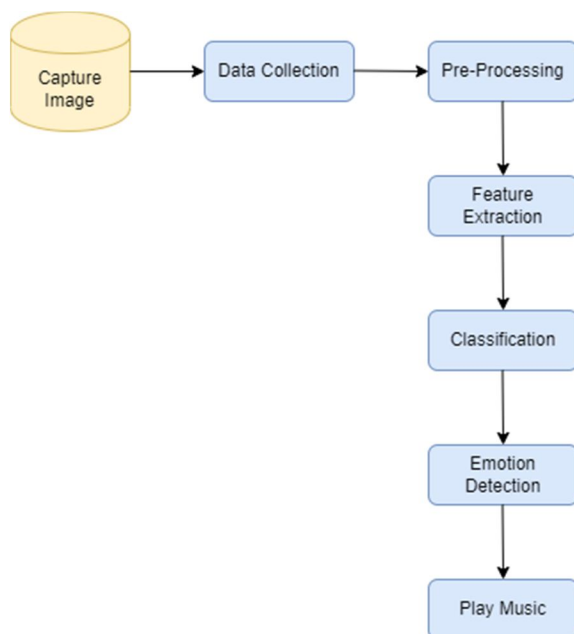 Capture
Image
Data Collection
Pre-Processing
Feature
Extraction
Classification
Emotion
Detection
Play Music